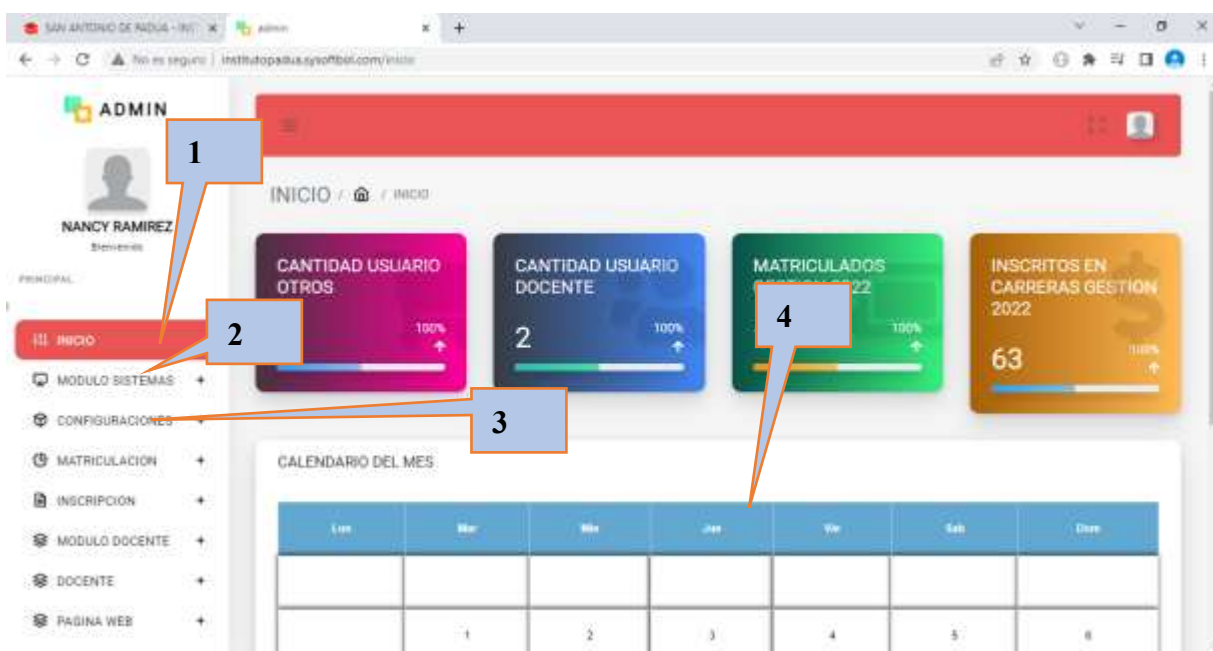 SAN ANTONIO DE PADUA - INS
admin
No es seguro | institutopadua.sysoftbol.com/inicio
ADMIN
1
INICIO / INICIO
NANCY RAMIREZ
Bienvenido
PRINCIPAL
CANTIDAD USUARIO
OTROS
100%
CANTIDAD USUARIO
DOCENTE
2
100%
MATRICULADOS
22
100%
INSCRITOS EN
CARRERAS GESTION
2022
63
100%
INICIO
2
4
MODULO SISTEMAS +
CONFIGURACIONES
3
MATRICULACION +
INSCRIPCION +
MODULO DOCENTE +
DOCENTE +
PAGINA WEB +
CALENDARIO DEL MES
Lun Mar Mie Jue Vie Sab Dom
1 2 3 4 5 6